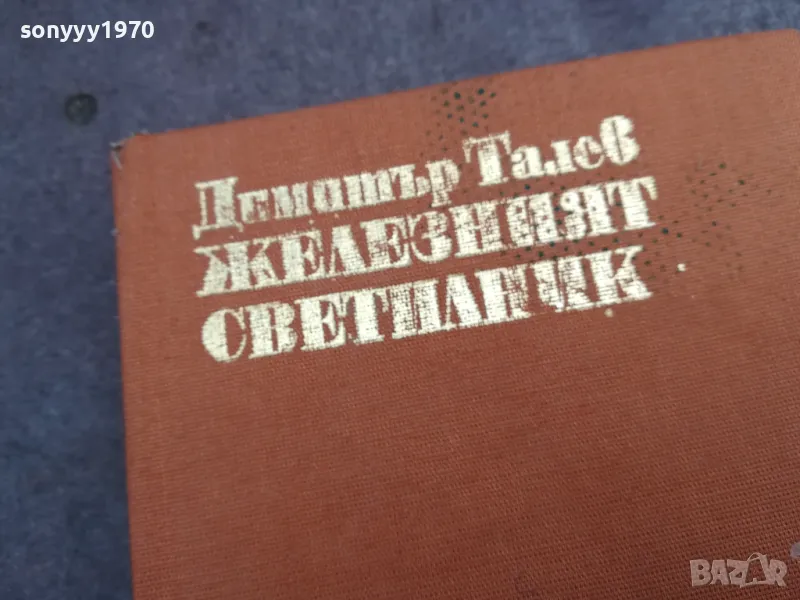 sonyyy1970
Димитър Талев
ЖЕЛЕЗНИЯТ
СВЕТИЛНИК
BAZAR